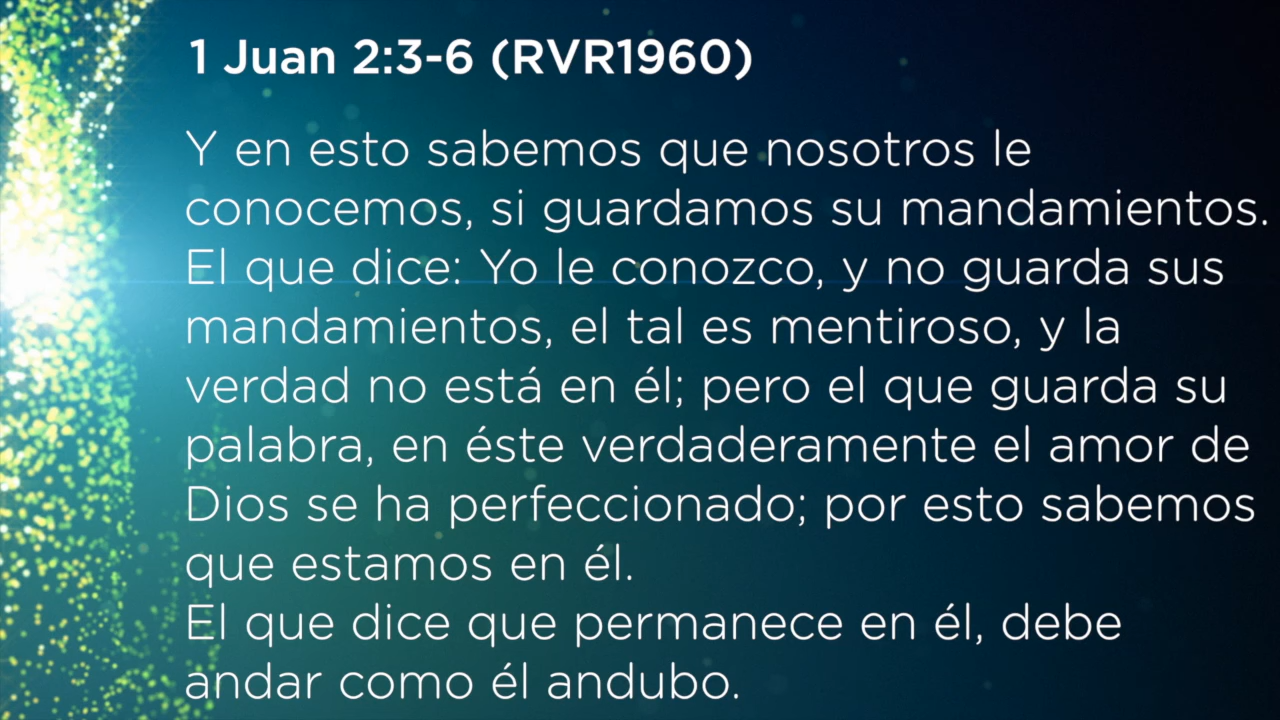 1 Juan 2:3-6 (RVR1960)
Y en esto sabemos que nosotros le
conocemos, si guardamos su mandamientos.
El que dice: Yo le conozco, y no guarda sus
mandamientos, el tal es mentiroso, y la
verdad no está en él; pero el que guarda su
palabra, en éste verdaderamente el amor de
Dios se ha perfeccionado; por esto sabemos
que estamos en él.
El que dice que permanece en él, debe
andar como él andubo.